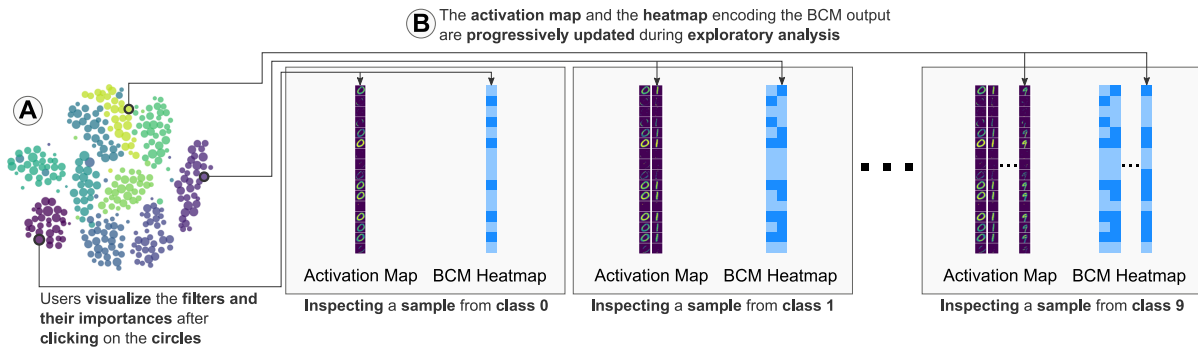 B
The activation map and the heatmap encoding the BCM output
are progressively updated during exploratory analysis
A
Activation Map BCM Heatmap
Activation Map BCM Heatmap
Activation Map BCM Heatmap
Inspecting a sample from class 0
Inspecting a sample from class 1
Inspecting a sample from class 9
Users visualize the filters and
their importances after
clicking on the circles